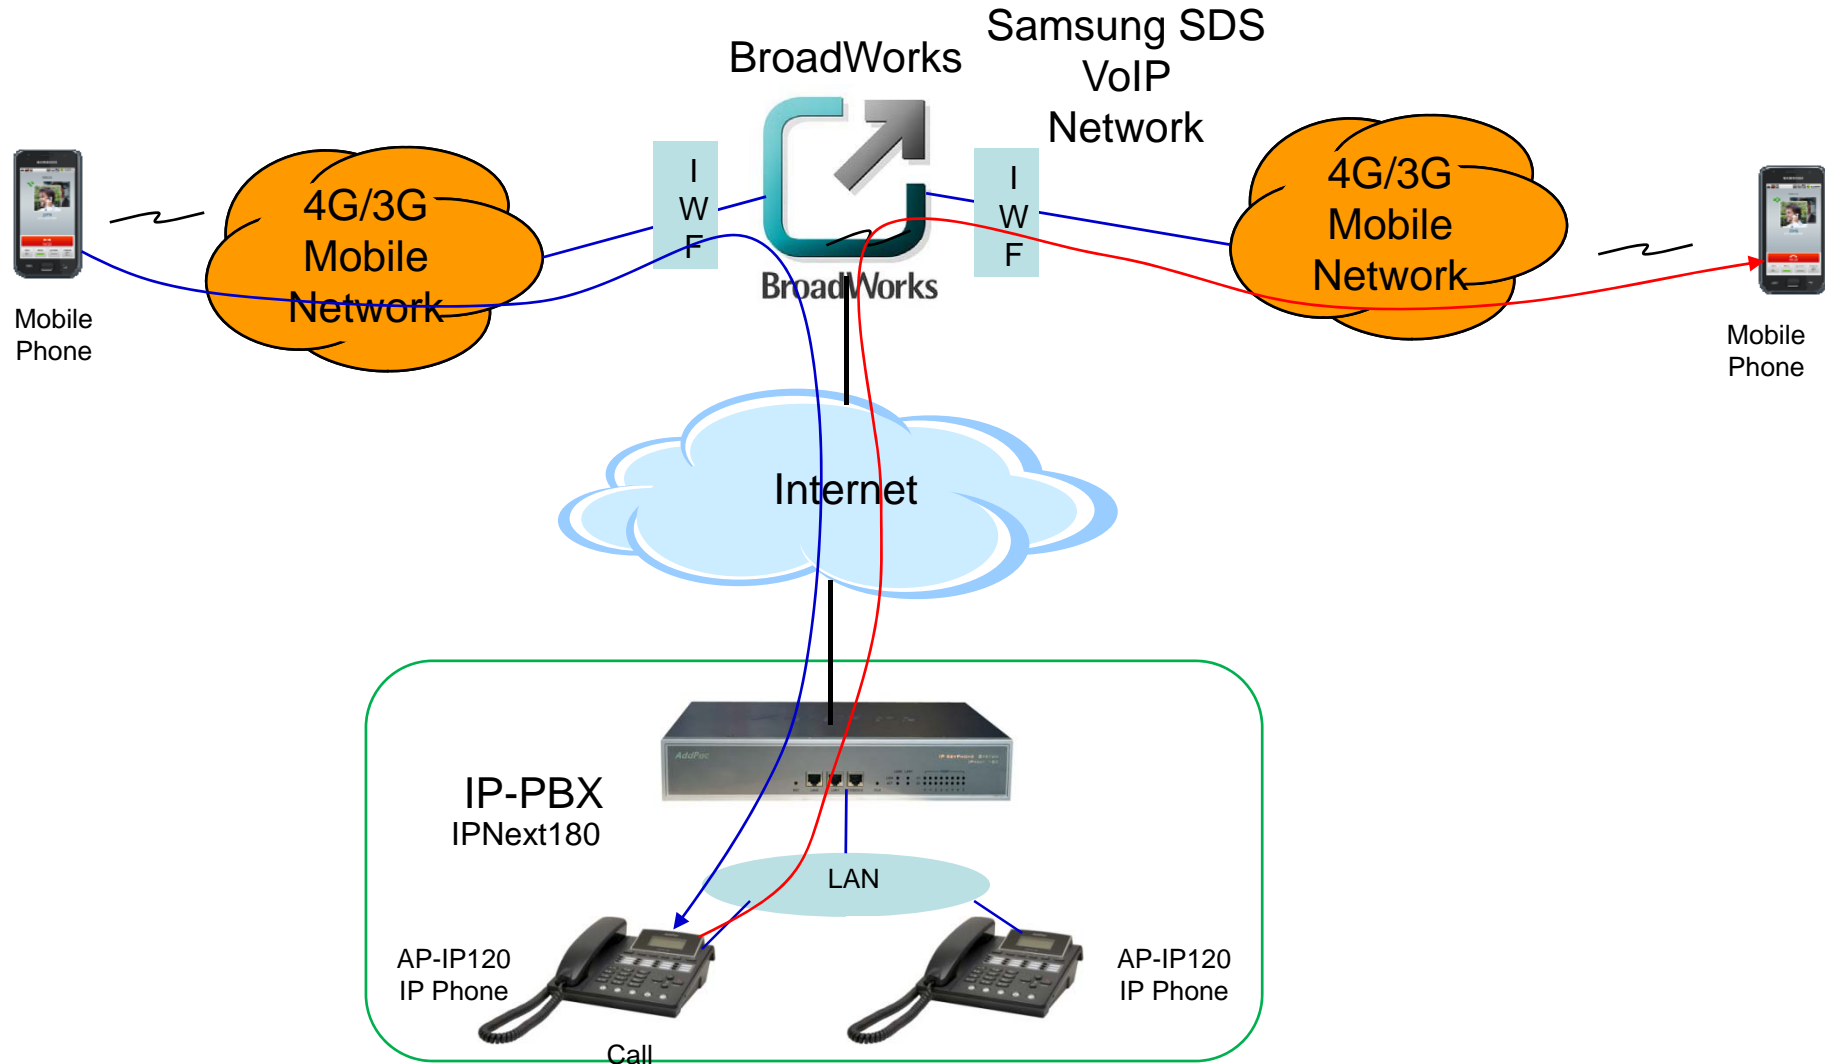 Samsung SDS
VoIP
Network
BroadWorks
I
W
F
I
W
F
4G/3G
Mobile
Network
4G/3G
Mobile
Network
BroadWorks
Mobile
Phone
Mobile
Phone
Internet
AddPac
IP-PBX
IPNext180
LAN
AP-IP120
IP Phone
AP-IP120
IP Phone
Call